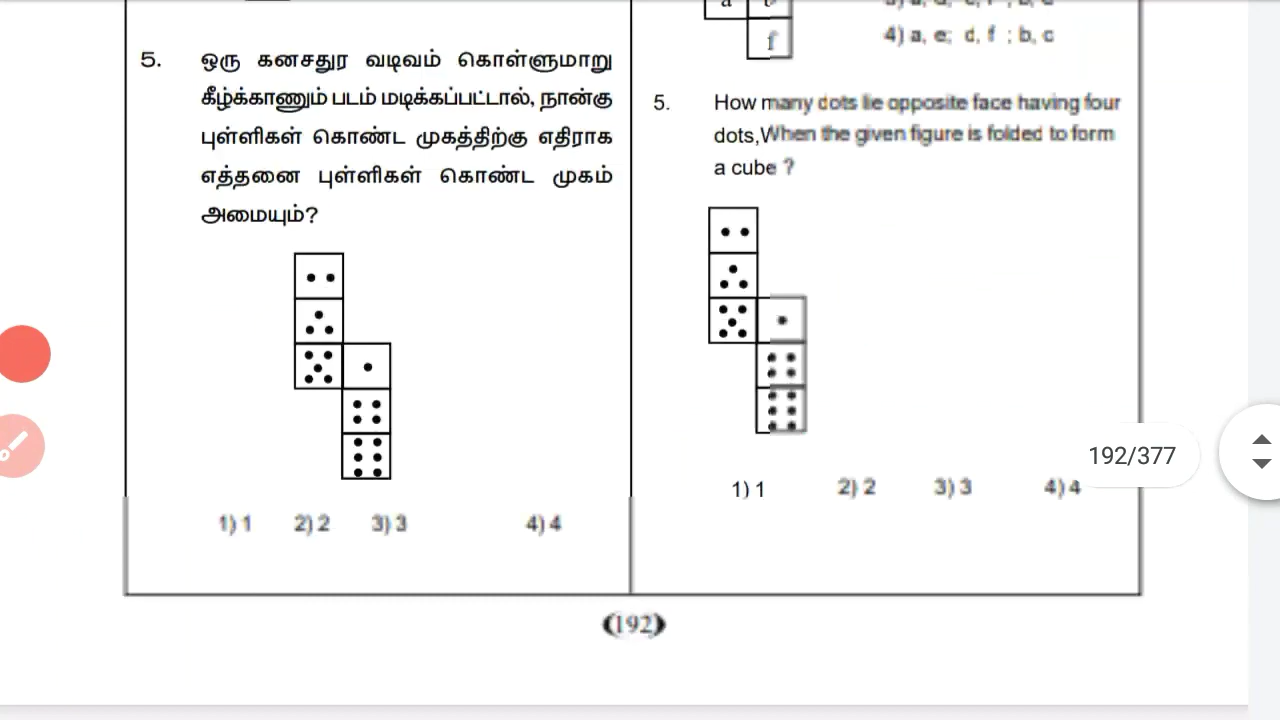 5. ஒரு கனசதுர வடிவம் கொள்ளுமாறு
கீழ்க்காணும் படம் மடிக்கப்பட்டால், நான்கு
புள்ளிகள் கொண்ட முகத்திற்கு எதிராக
எத்தனை புள்ளிகள் கொண்ட முகம்
அமையும்?
1) 1 2) 2 3) 3 4) 4
f
4) a, e; d, f ; b, c
5. How many dots lie opposite face having four
dots,When the given figure is folded to form
a cube ?
1) 1 2) 2 3) 3 4) 4
192/377
(192)